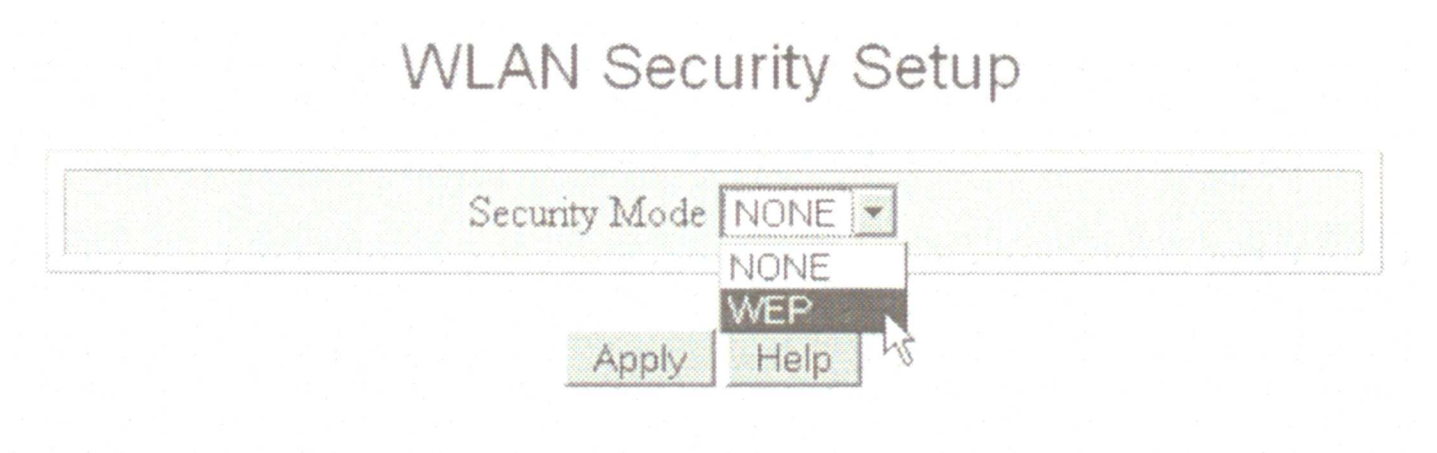 WLAN Security Setup
Security Mode NONE
NONE
WEP
Apply Help